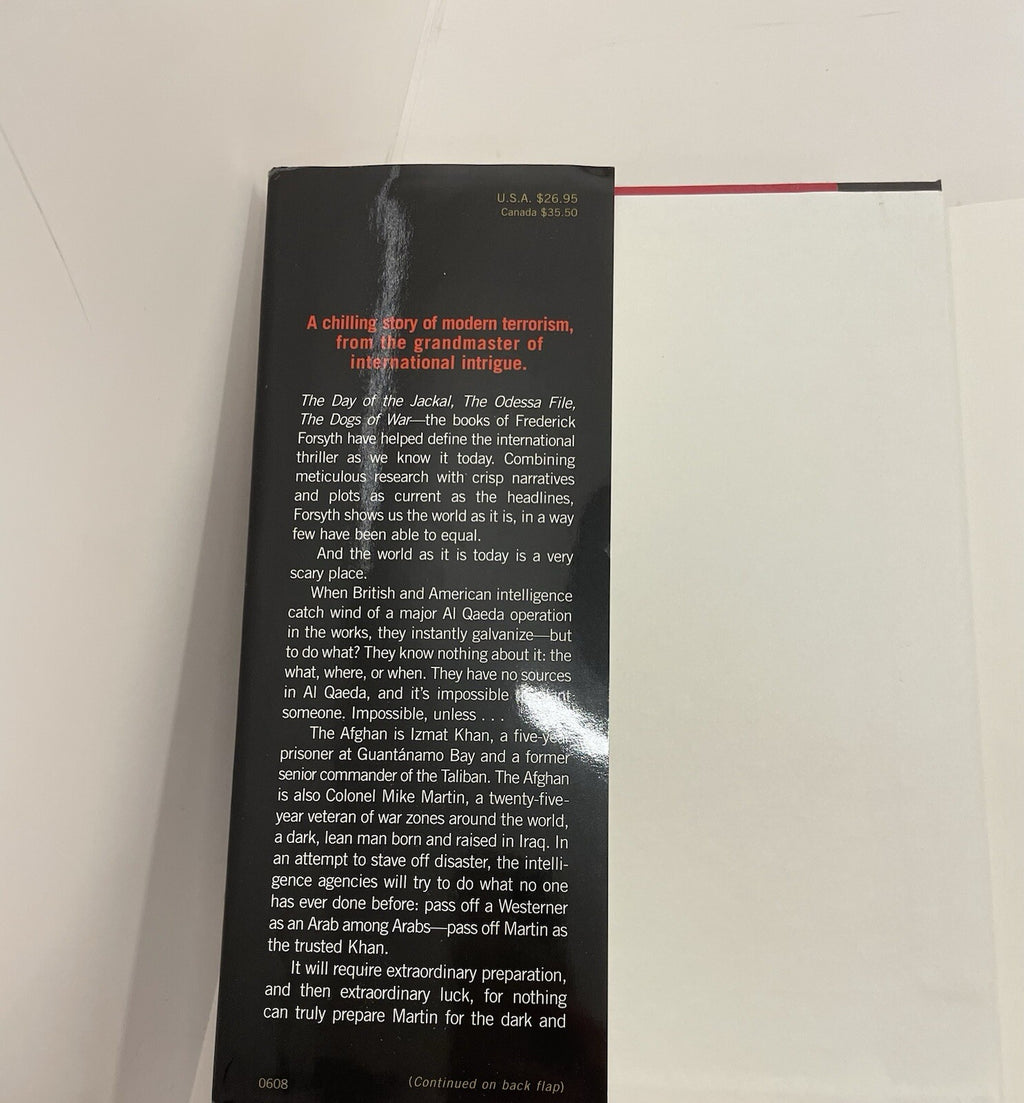 U.S.A. $26.95
Canada $35.50
A chilling story of modern terrorism,
from the grandmaster of
international intrigue.
The Day of the Jackal, The Odessa File,
The Dogs of War—the books of Frederick
Forsyth have helped define the international
thriller as we know it today. Combining
meticulous research with crisp narratives
and plots as current as the headlines,
Forsyth shows us the world as it is, in a way
few have been able to equal.
And the world as it is today is a very
scary place.
When British and American intelligence
catch wind of a major Al Qaeda operation
in the works, they instantly galvanize—but
to do what? They know nothing about it: the
what, where, or when. They have no sources
in Al Qaeda, and it's impossible
someone. Impossible, unless . . .
The Afghan is Izmat Khan, a five-year
prisoner at Guantánamo Bay and a former
senior commander of the Taliban. The Afghan
is also Colonel Mike Martin, a twenty-five-
year veteran of war zones around the world,
a dark, lean man born and raised in Iraq. In
an attempt to stave off disaster, the intelli-
gence agencies will try to do what no one
has ever done before: pass off a Westerner
as an Arab among Arabs—pass off Martin as
the trusted Khan.
It will require extraordinary preparation,
and then extraordinary luck, for nothing
can truly prepare Martin for the dark and
0608
(Continued on back flap)